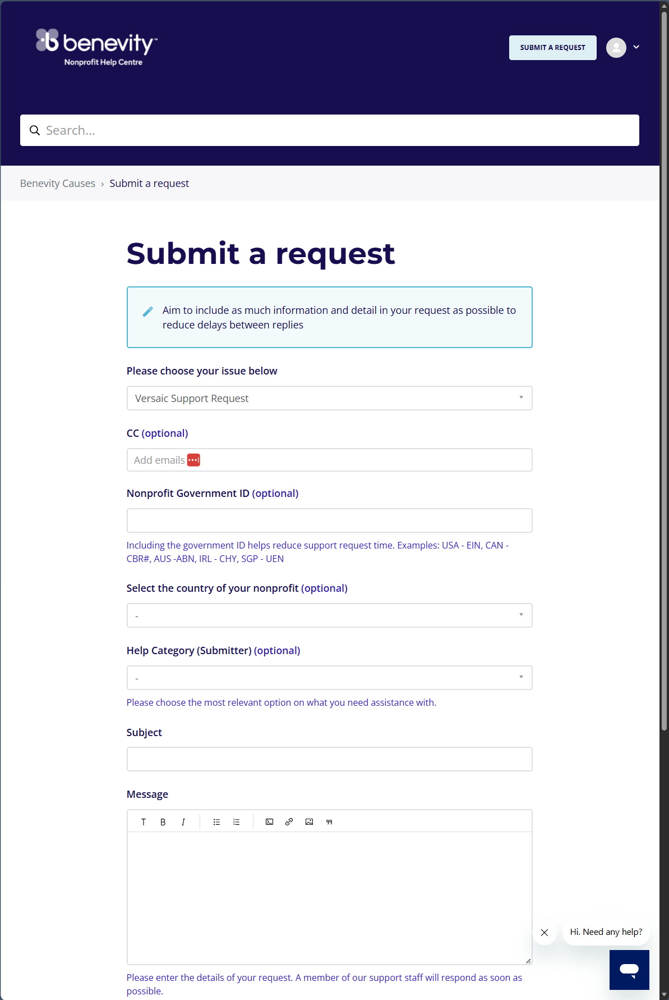 benevity™
Nonprofit Help Centre
SUBMIT A REQUEST
Search...
Benevity Causes › Submit a request
Submit a request
Aim to include as much information and detail in your request as possible to
reduce delays between replies
Please choose your issue below
Versaic Support Request
CC (optional)
Add emails
Nonprofit Government ID (optional)
Including the government ID helps reduce support request time. Examples: USA - EIN, CAN -
CBR#, AUS -ABN, IRL - CHY, SGP - UEN
Select the country of your nonprofit (optional)
-
Help Category (Submitter) (optional)
-
Please choose the most relevant option on what you need assistance with.
Subject
Message
T B I
Hi. Need any help?
Please enter the details of your request. A member of our support staff will respond as soon as
possible.